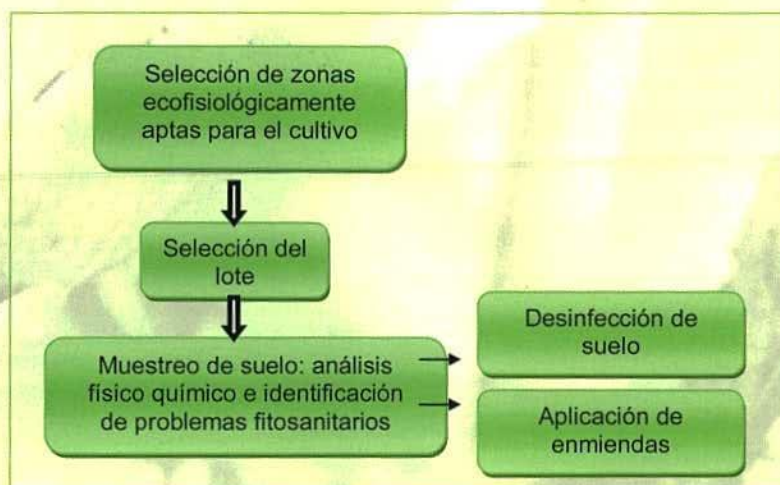 Selección de zonas
ecofisiológicamente
aptas para el cultivo
Selección del
lote
Muestreo de suelo: análisis
físico químico e identificación
de problemas fitosanitarios
Desinfección de
suelo
Aplicación de
enmiendas